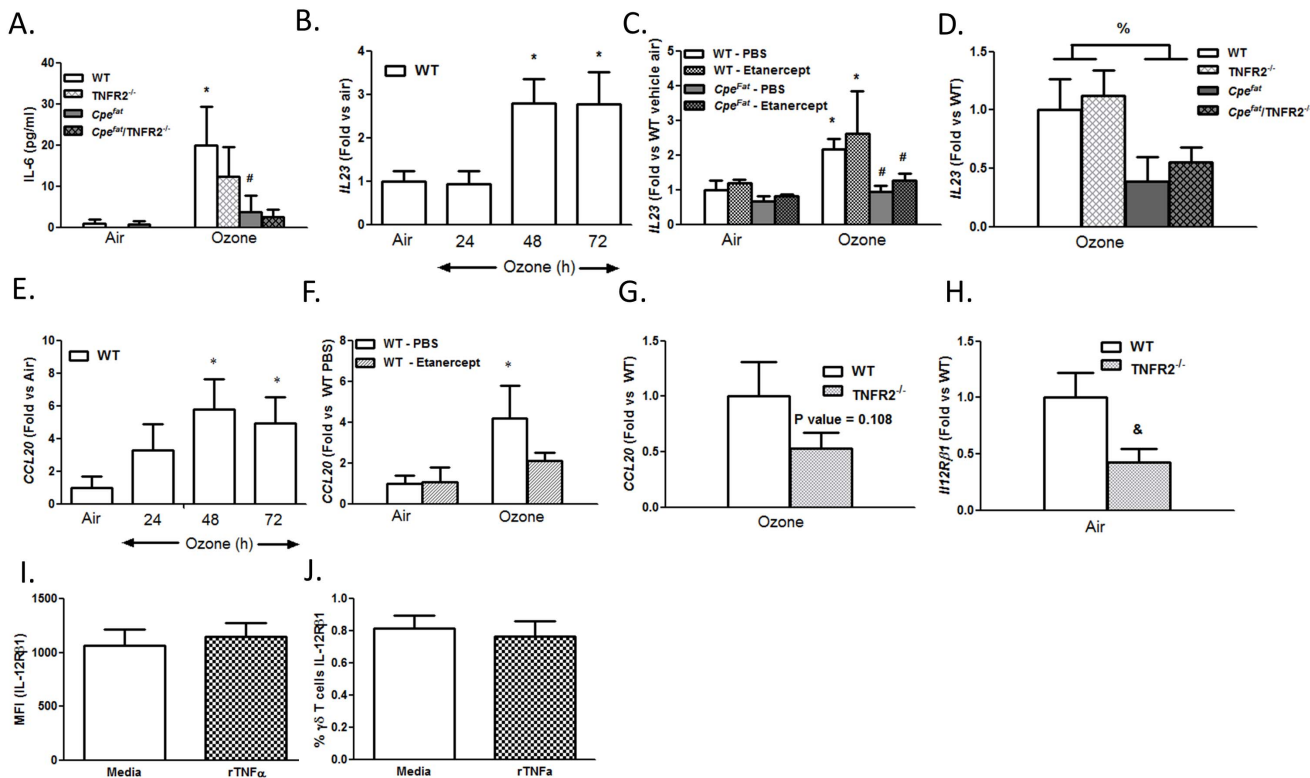 A.
IL-6 (pg/ml)
40
30
20
10
0
WT
TNFR2-/-
Cpefat
Cpefat/TNFR2-/-
*
#
Air
Ozone
B.
IL23 (Fold vs air)
4
3
2
1
0
WT
*
*
Air
24
48
72
Ozone (h)
C.
IL23 (Fold vs WT vehicle air)
5
4
3
2
1
0
WT - PBS
WT - Etanercept
CpeFat - PBS
CpeFat - Etanercept
*
*
#
#
Air
Ozone
D.
IL23 (Fold vs WT)
1.5
1.0
0.5
0.0
%
WT
TNFR2-/-
Cpefat
Cpefat/TNFR2-/-
Ozone
E.
CCL20 (Fold vs Air)
10
8
6
4
2
0
WT
*
*
Air
24
48
72
Ozone (h)
F.
CCL20 (Fold vs WT PBS)
8
6
4
2
0
WT - PBS
WT - Etanercept
*
Air
Ozone
G.
CCL20 (Fold vs WT)
1.5
1.0
0.5
0.0
WT
TNFR2-/-
P value = 0.108
Ozone
H.
Il12Rβ1 (Fold vs WT)
1.5
1.0
0.5
0.0
WT
TNFR2-/-
&
Air
I.
MFI (IL-12Rβ1)
1500
1000
500
0
Media
rTNFα
J.
% γδ T cells IL-12Rβ1
1.0
0.8
0.6
0.4
0.2
0.0
Media
rTNFa